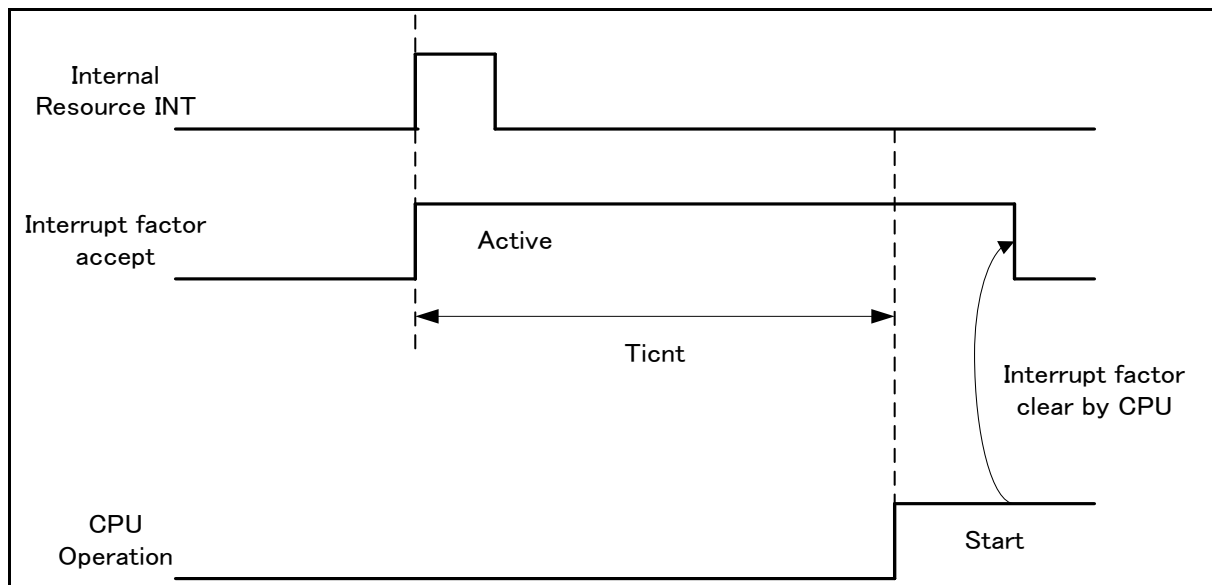 Internal
Resource INT
Interrupt factor
accept
Active
Ticnt
Interrupt factor
clear by CPU
CPU
Operation
Start